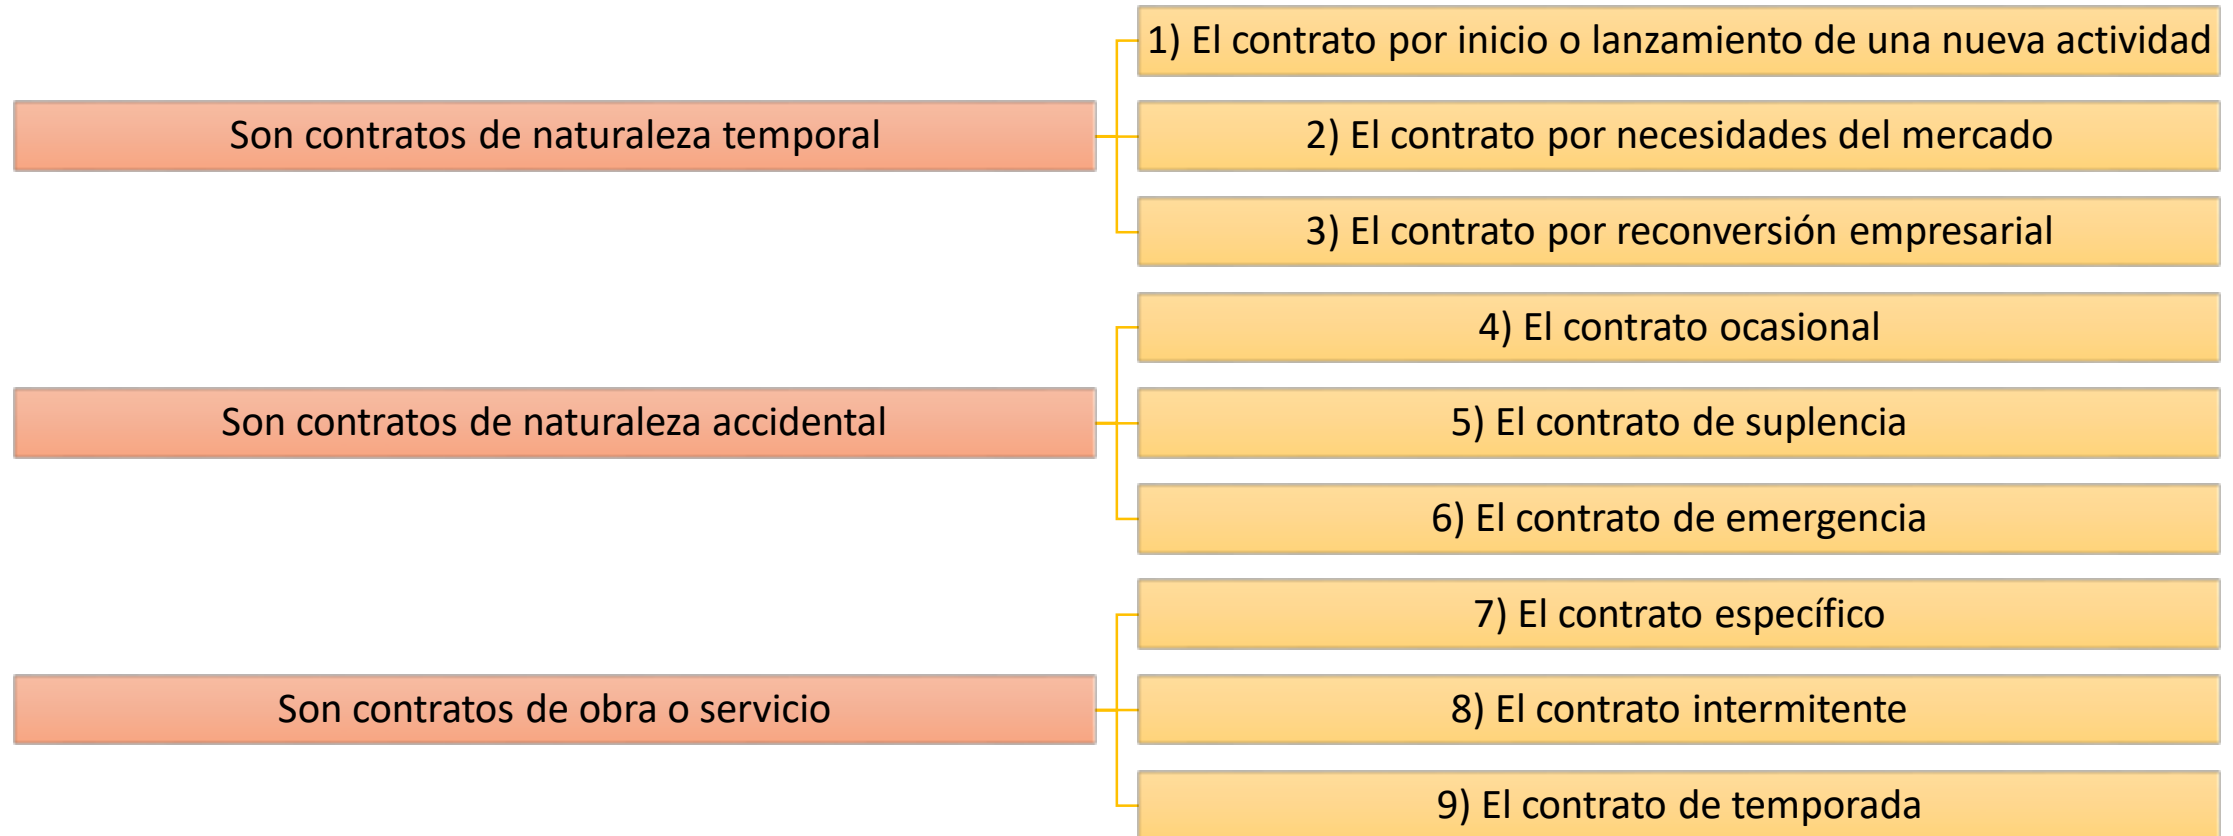 Son contratos de naturaleza temporal
1) El contrato por inicio o lanzamiento de una nueva actividad
2) El contrato por necesidades del mercado
3) El contrato por reconversión empresarial
Son contratos de naturaleza accidental
4) El contrato ocasional
5) El contrato de suplencia
6) El contrato de emergencia
Son contratos de obra o servicio
7) El contrato específico
8) El contrato intermitente
9) El contrato de temporada